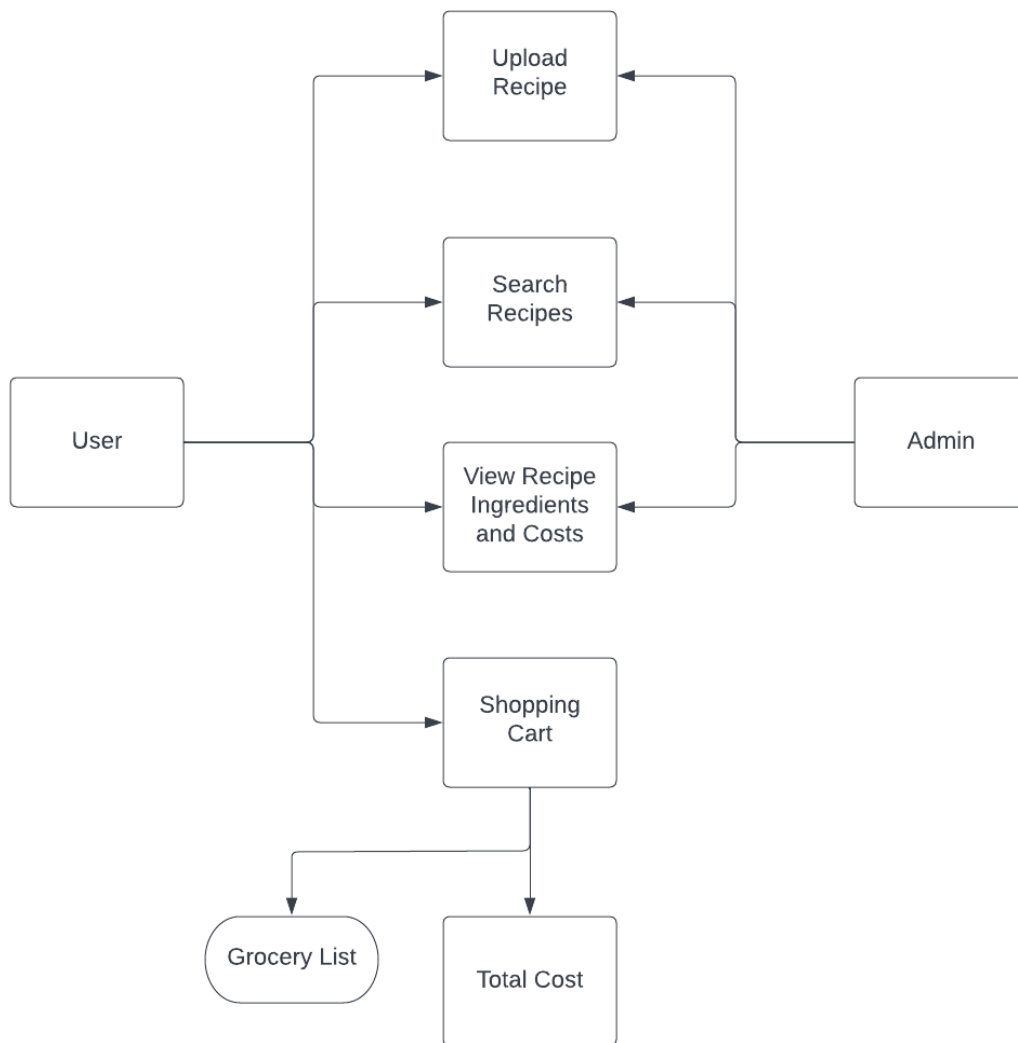 Upload
Recipe
Search
Recipes
User
Admin
View Recipe
Ingredients
and Costs
Shopping
Cart
Grocery List
Total Cost